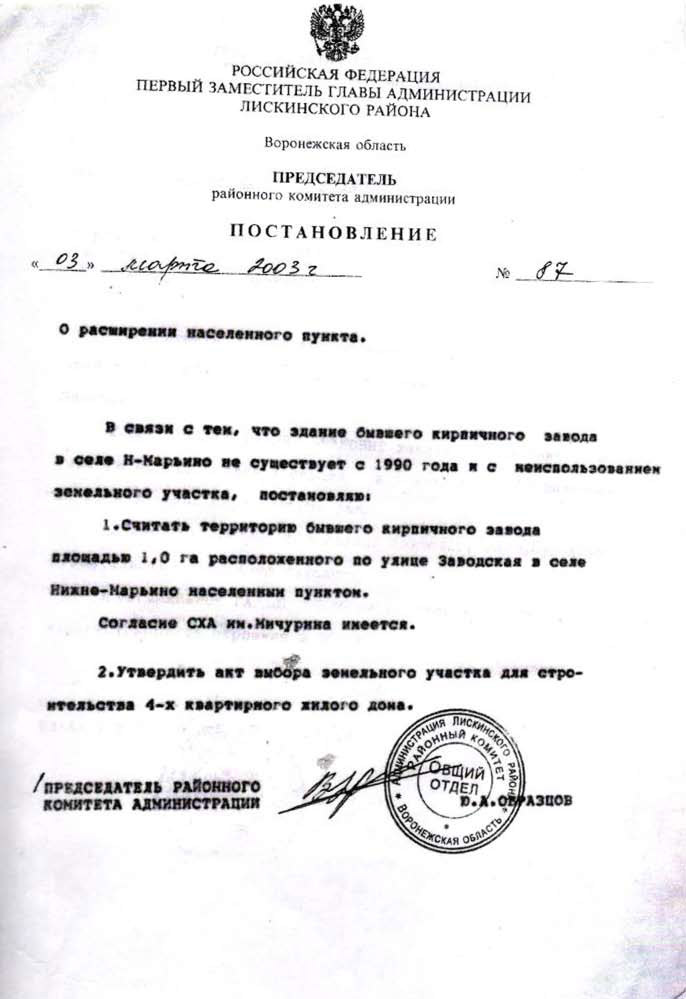 РОССИЙСКАЯ ФЕДЕРАЦИЯ
ПЕРВЫЙ ЗАМЕСТИТЕЛЬ ГЛАВЫ АДМИНИСТРАЦИИ
ЛИСКИНСКОГО РАЙОНА
Воронежская область
ПРЕДСЕДАТЕЛЬ
районного комитета администрации
ПОСТАНОВЛЕНИЕ
«03» марта 2003 г № 87
О расширении населенного пункта.
В связи с тем, что здание бывшего кирпичного завода
в селе Н-Марьино не существует с 1990 года и с неиспользованием
земельного участка, постановляю:
1.Считать территорию бывшего кирпичного завода
площадью 1,0 га расположенного по улице Заводская в селе
Нижне-Марьино населенным пунктом.
Согласие СХА им.Мичурина имеется.
2.Утвердить акт выбора земельного участка для стро-
ительства 4-х квартирного жилого дома.
ПРЕДСЕДАТЕЛЬ РАЙОННОГО
КОМИТЕТА АДМИНИСТРАЦИИ Ю.А.ОБРАЗЦОВ
АДМИНИСТРАЦИЯ ЛИСКИНСКОГО РАЙОНА
ВОРОНЕЖСКАЯ ОБЛАСТЬ
РАЙОННЫЙ КОМИТЕТ
ОБЩИЙ
ОТДЕЛ